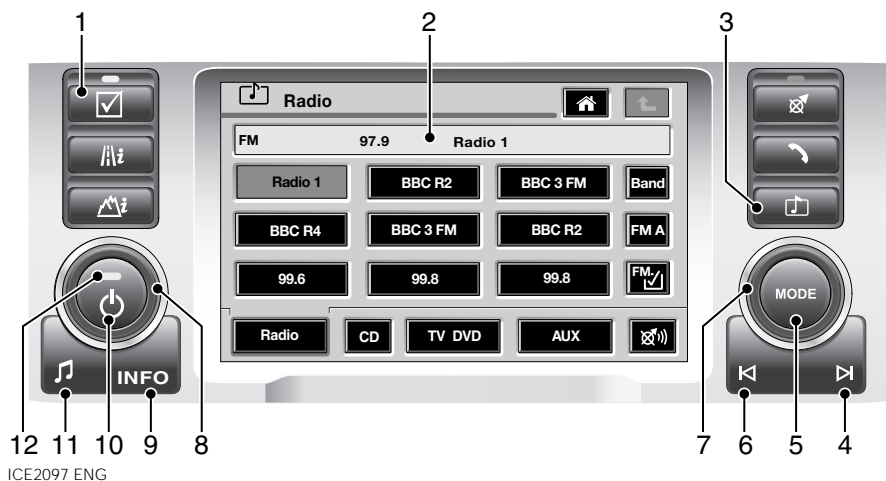 1 2 3
Radio
FM 97.9 Radio 1
Radio 1 BBC R2 BBC 3 FM Band
BBC R4 BBC 3 FM BBC R2 FM A
99.6 99.8 99.8 FM
MODE
Radio CD TV DVD AUX
INFO
12 11 10 9 8 7 6 5 4
ICE2097 ENG